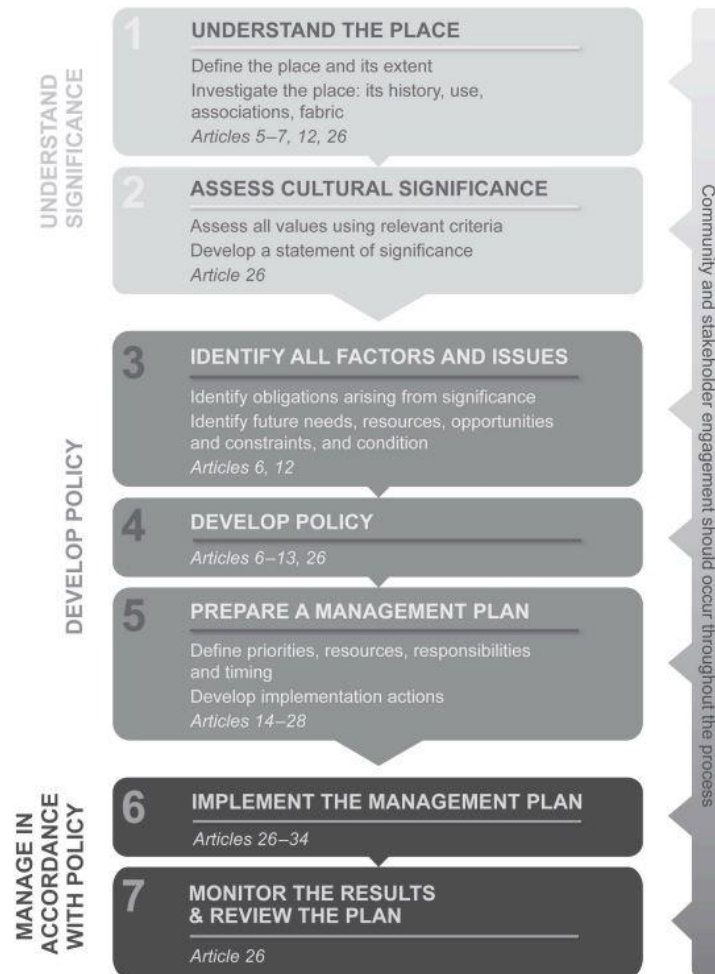 UNDERSTAND
SIGNIFICANCE
1
UNDERSTAND THE PLACE
Define the place and its extent
Investigate the place: its history, use,
associations, fabric
Articles 5–7, 12, 26
2
ASSESS CULTURAL SIGNIFICANCE
Assess all values using relevant criteria
Develop a statement of significance
Article 26
DEVELOP POLICY
3
IDENTIFY ALL FACTORS AND ISSUES
Identify obligations arising from significance
Identify future needs, resources, opportunities
and constraints, and condition
Articles 6, 12
4
DEVELOP POLICY
Articles 6–13, 26
5
PREPARE A MANAGEMENT PLAN
Define priorities, resources, responsibilities
and timing
Develop implementation actions
Articles 14–28
MANAGE IN
ACCORDANCE
WITH POLICY
6
IMPLEMENT THE MANAGEMENT PLAN
Articles 26–34
7
MONITOR THE RESULTS
& REVIEW THE PLAN
Article 26
Community and stakeholder engagement should occur throughout the process